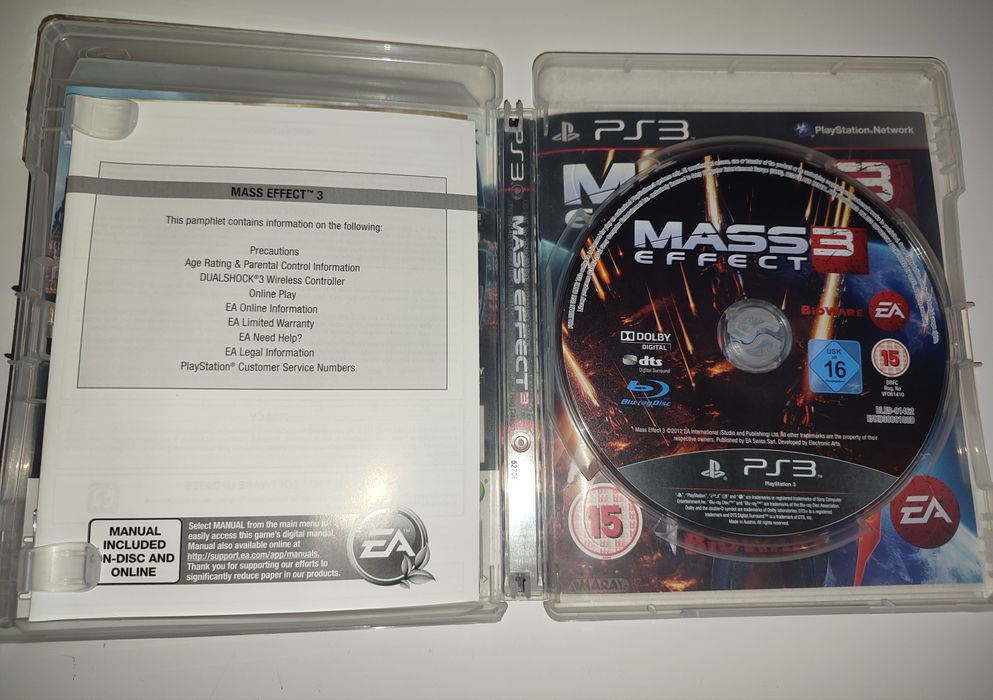 MASS EFFECT™ 3
This pamphlet contains information on the following:
Precautions
Age Rating & Parental Control Information
DUALSHOCK®3 Wireless Controller
Online Play
EA Online Information
EA Limited Warranty
EA Need Help?
EA Legal Information
PlayStation® Customer Service Numbers
MANUAL
INCLUDED
N-DISC AND
ONLINE
Select MANUAL from the main menu to
easily access this game's digital manual.
Manual also available online at
http://support.ea.com/app/manuals.
Thank you for supporting our efforts to
significantly reduce paper in our products.
EA™
PS3
MASS EFFECT 3
PS3
PlayStation®Network
3
MASS 3
EFFECT
BIOWARE
EA
DOLBY
DIGITAL
dts
Digital Surround
Blu-ray Disc
USK
ab
16
15
BBFC
Reg. No
VFD61410
BLES-01462
Mass Effect 3 ©2012 EA International (Studio and Publishing) Ltd. All other trademarks are the property of their
respective owners. Published by EA Swiss Sarl. Developed by Electronic Arts
PS3
PlayStation 3
Made in Austria. All rights reserved.
15
EA
AMARAY